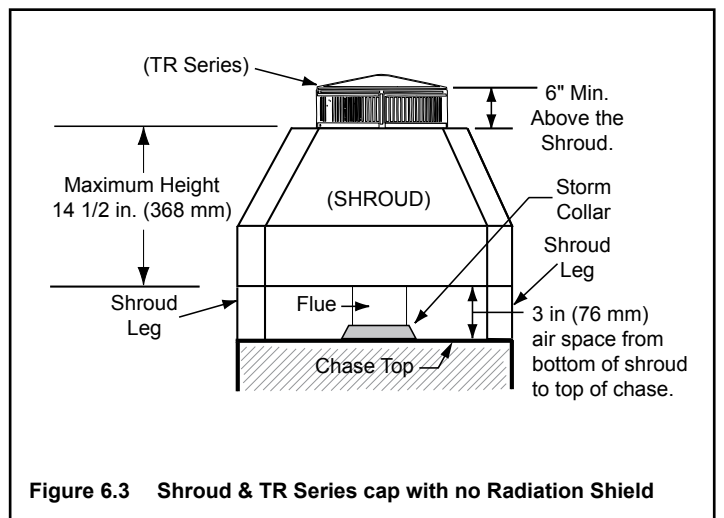 (TR Series)
6" Min.
Above the
Shroud.
Maximum Height
14 1/2 in. (368 mm)
(SHROUD)
Storm
Collar
Shroud
Leg
Shroud
Leg
Flue
3 in (76 mm)
air space from
bottom of shroud
to top of chase.
Chase Top
Figure 6.3 Shroud & TR Series cap with no Radiation Shield